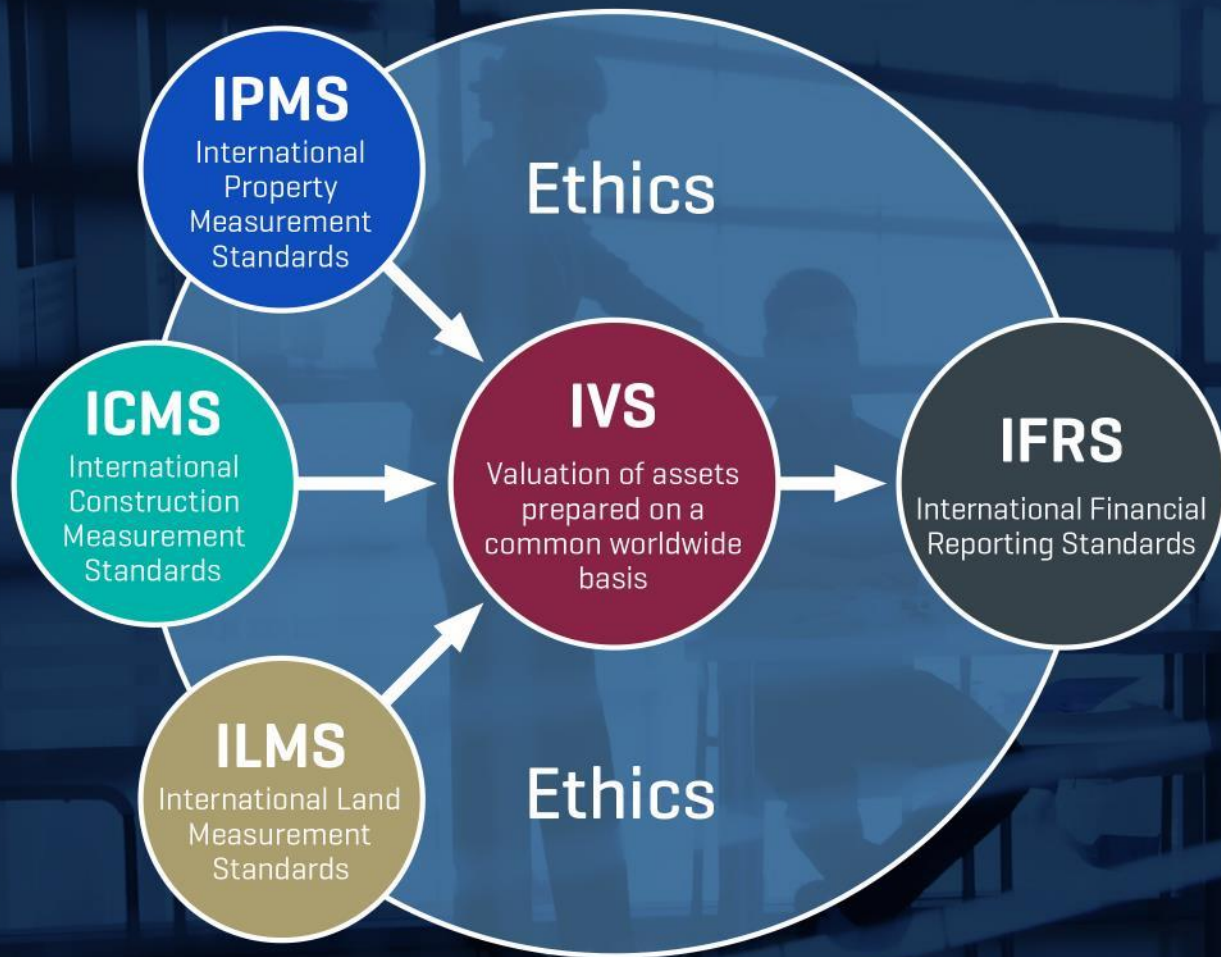 IPMS
International
Property
Measurement
Standards
Ethics
ICMS
International
Construction
Measurement
Standards
IVS
Valuation of assets
prepared on a
common worldwide
basis
IFRS
International Financial
Reporting Standards
ILMS
International Land
Measurement
Standards
Ethics